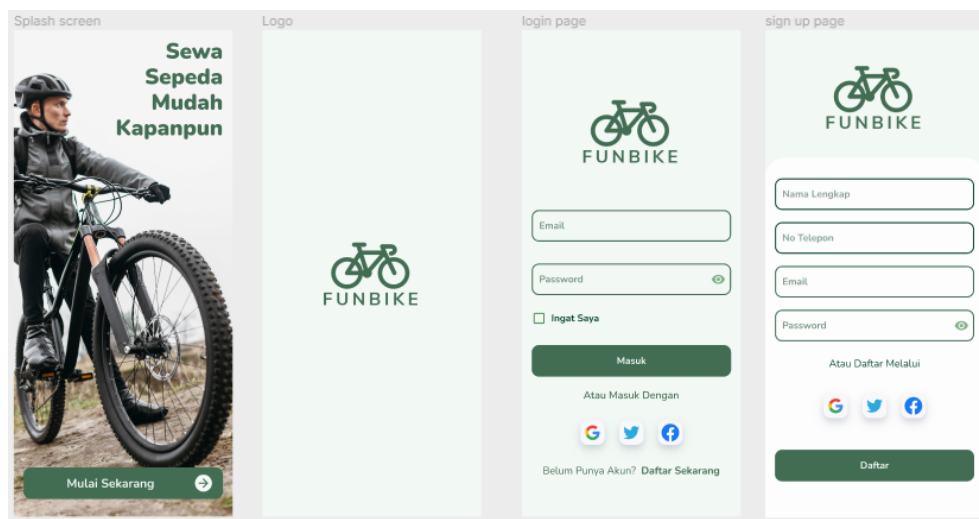 Splash screen
Sewa
Sepeda
Mudah
Kapanpun
Mulai Sekarang
Logo
FUNBIKE
login page
FUNBIKE
Email
Password
Ingat Saya
Masuk
Atau Masuk Dengan
G
Belum Punya Akun? Daftar Sekarang
sign up page
FUNBIKE
Nama Lengkap
No Telepon
Email
Password
Atau Daftar Melalui
G
Daftar